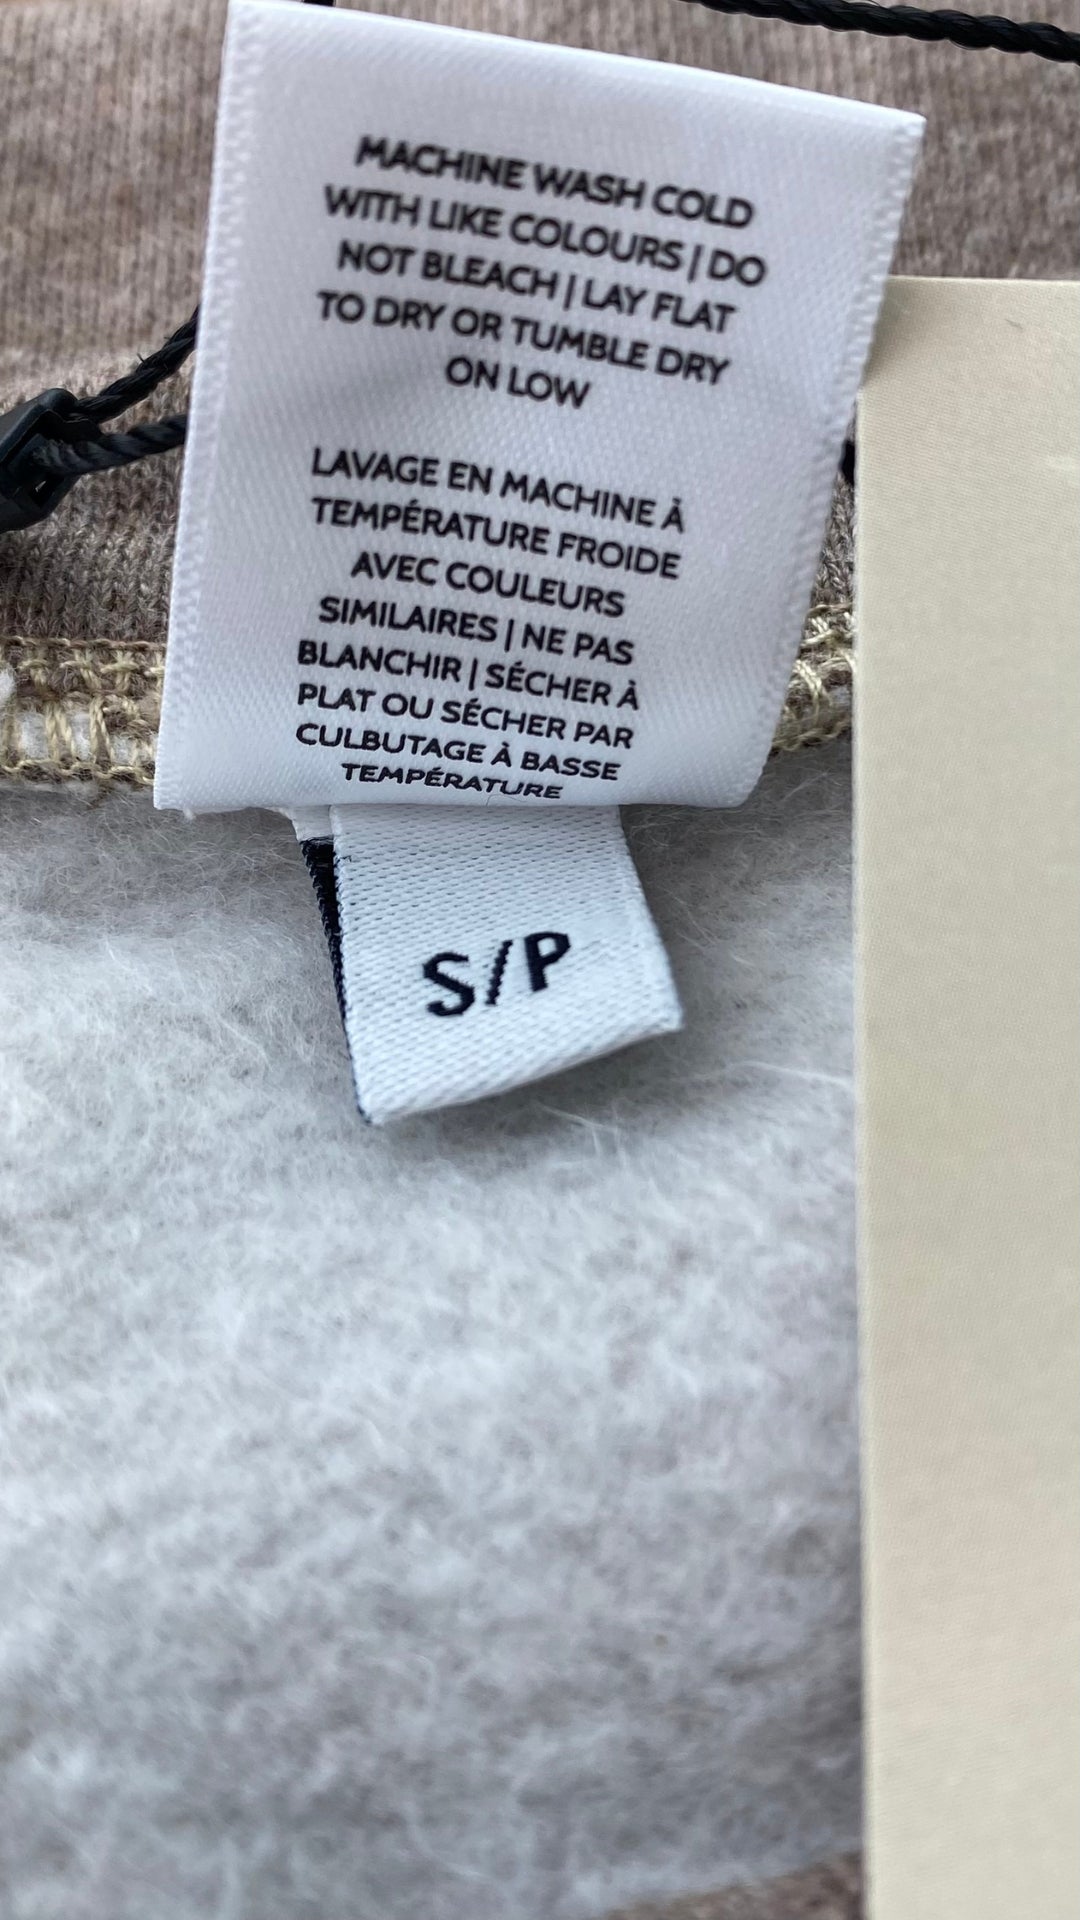 MACHINE WASH COLD
WITH LIKE COLOURS | DO
NOT BLEACH | LAY FLAT
TO DRY OR TUMBLE DRY
ON LOW
LAVAGE EN MACHINE À
TEMPÉRATURE FROIDE
AVEC COULEURS
SIMILAIRES | NE PAS
BLANCHIR | SÉCHER À
PLAT OU SÉCHER PAR
CULBUTAGE À BASSE
TEMPÉRATURE
S/P